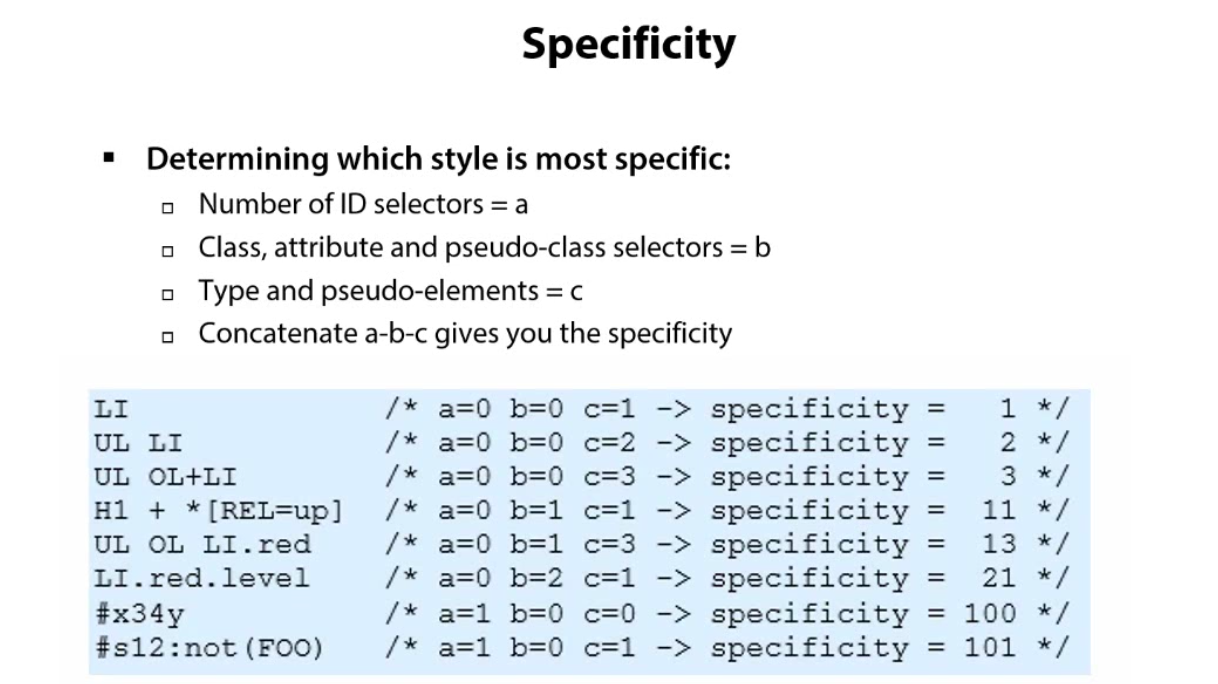 Specificity
▪ Determining which style is most specific:
▫ Number of ID selectors = a
▫ Class, attribute and pseudo-class selectors = b
▫ Type and pseudo-elements = c
▫ Concatenate a-b-c gives you the specificity
LI /* a=0 b=0 c=1 -> specificity = 1 */
UL LI /* a=0 b=0 c=2 -> specificity = 2 */
UL OL+LI /* a=0 b=0 c=3 -> specificity = 3 */
H1 + *[REL=up] /* a=0 b=1 c=1 -> specificity = 11 */
UL OL LI.red /* a=0 b=1 c=3 -> specificity = 13 */
LI.red.level /* a=0 b=2 c=1 -> specificity = 21 */
#x34y /* a=1 b=0 c=0 -> specificity = 100 */
#s12:not(FOO) /* a=1 b=0 c=1 -> specificity = 101 */